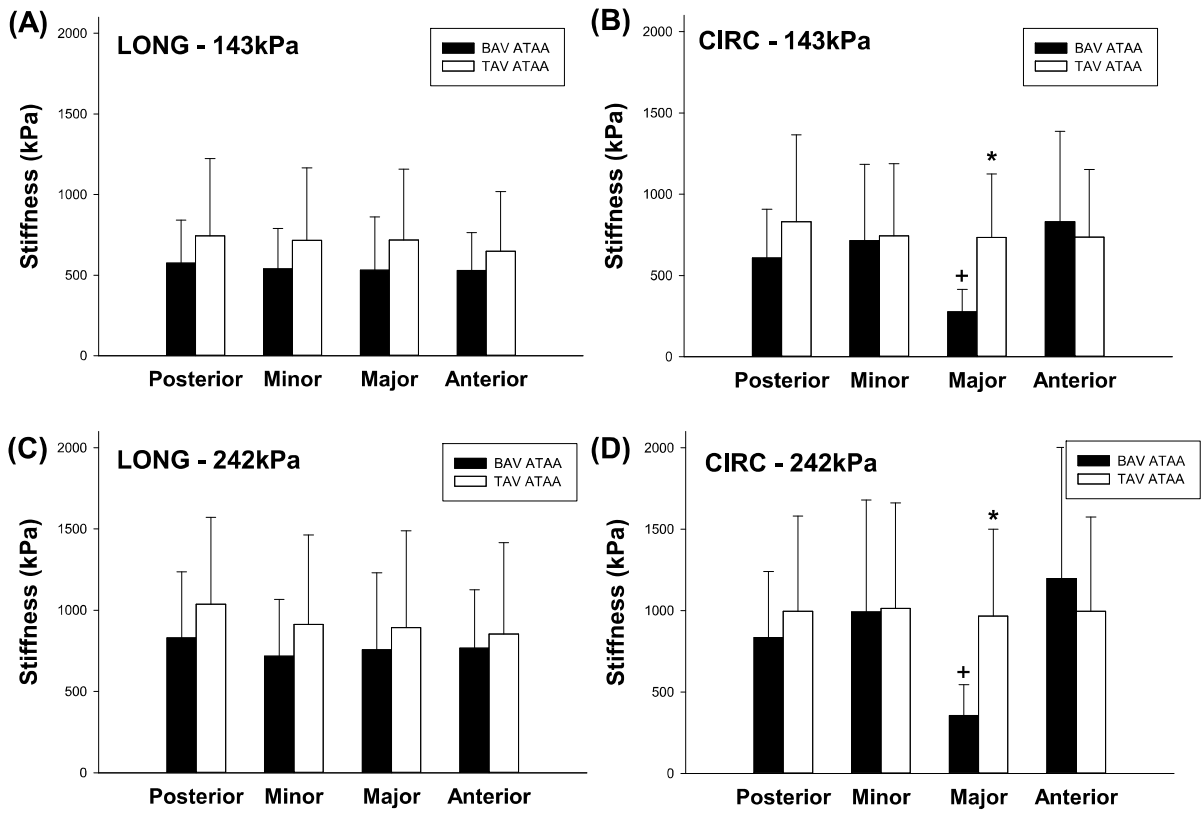 (A)
LONG - 143kPa
BAV ATAA
TAV ATAA
Stiffness (kPa)
2000
1500
1000
500
0
Posterior Minor Major Anterior
(B)
CIRC - 143kPa
BAV ATAA
TAV ATAA
Stiffness (kPa)
2000
1500
1000
500
0
+
*
Posterior Minor Major Anterior
(C)
LONG - 242kPa
BAV ATAA
TAV ATAA
Stiffness (kPa)
2000
1500
1000
500
0
Posterior Minor Major Anterior
(D)
CIRC - 242kPa
BAV ATAA
TAV ATAA
Stiffness (kPa)
2000
1500
1000
500
0
+
*
Posterior Minor Major Anterior